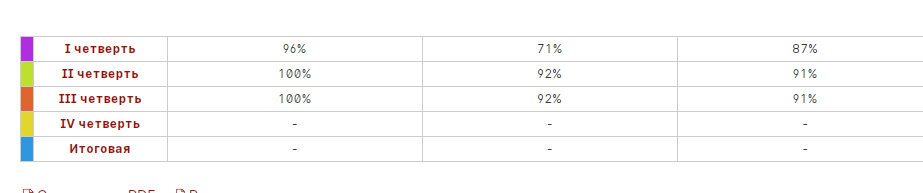 I четверть 96% 71% 87%
II четверть 100% 92% 91%
III четверть 100% 92% 91%
IV четверть - - -
Итоговая - - -